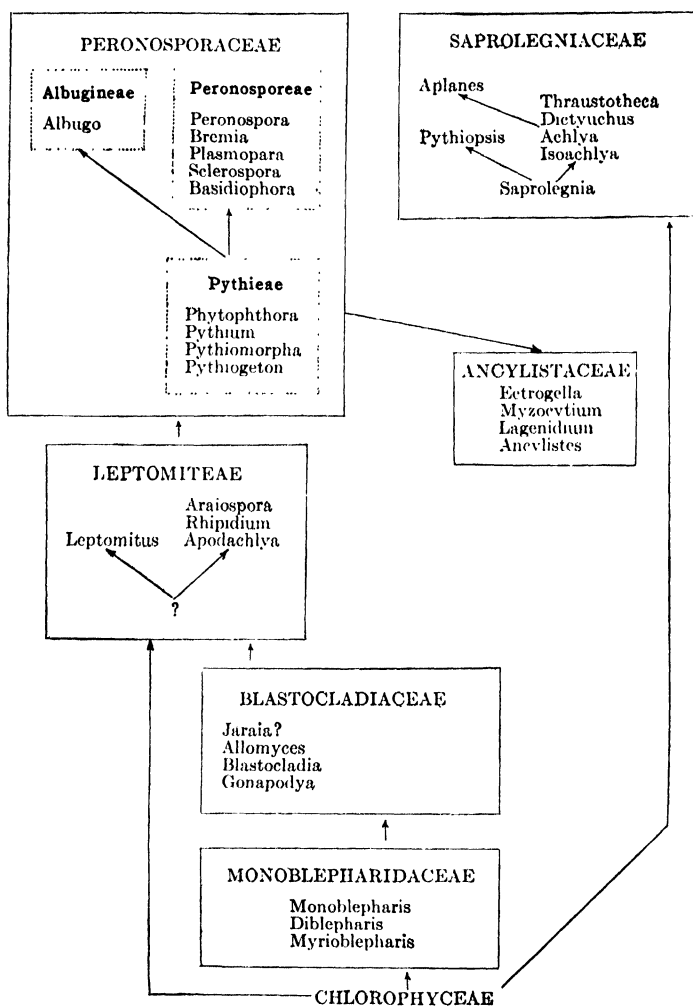 PERONOSPORACEAE
Albugineae
Albugo
Peronosporeae
Peronospora
Bremia
Plasmopara
Sclerospora
Basidiophora
Pythieae
Phytophthora
Pythium
Pythiomorpha
Pythiogeton
SAPROLEGNIACEAE
Aplanes
Pythiopsis
Thraustotheca
Dictyuchus
Achlya
Isoachlya
Saprolegnia
ANCYLISTACEAE
Ectrogella
Myzocytium
Lagenidium
Ancylistes
LEPTOMITEAE
Leptomitus
Araiospora
Rhipidium
Apodachlya
?
BLASTOCLADIACEAE
Jaraia?
Allomyces
Blastocladia
Gonapodya
MONOBLEPHARIDACEAE
Monoblepharis
Diblepharis
Myrioblepharis
CHLOROPHYCEAE